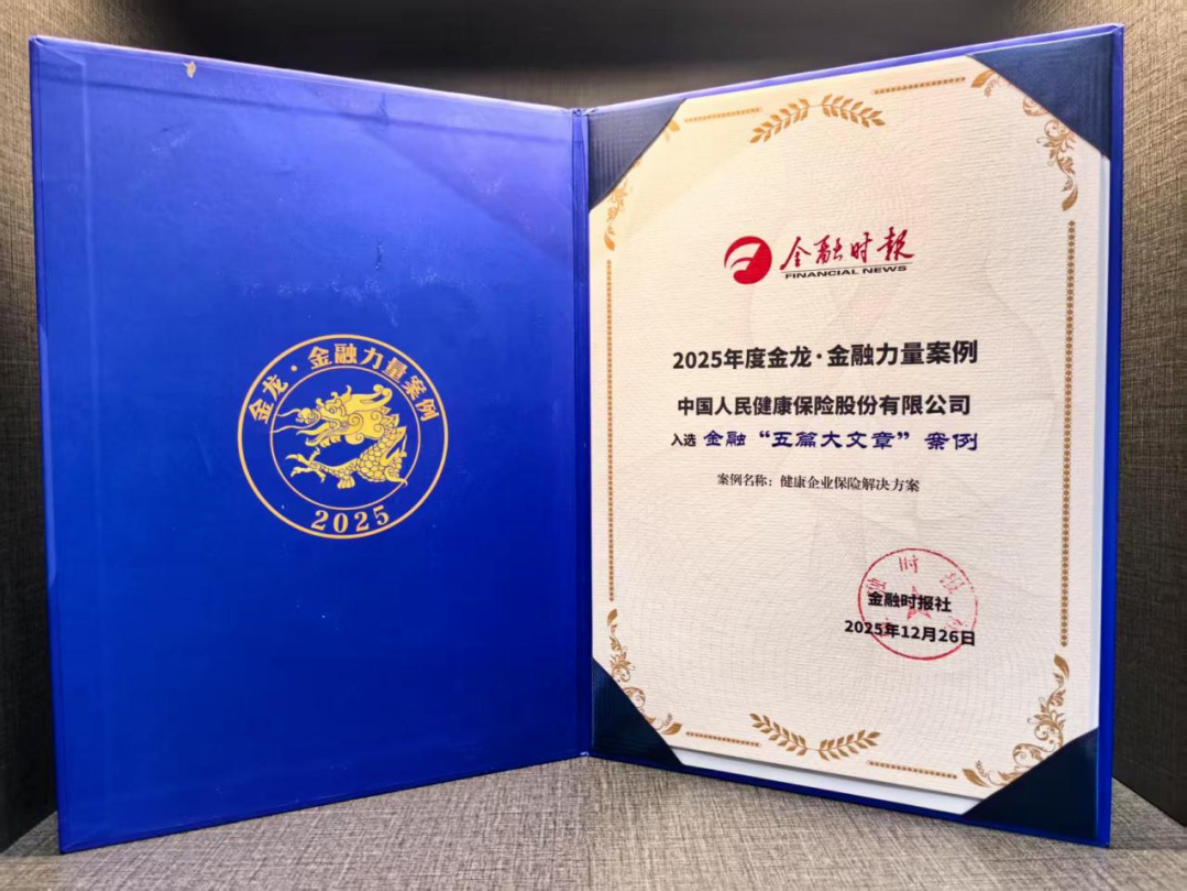 金龙·金融力量案例
2025
金融时报
FINANCIAL NEWS
2025年度金龙·金融力量案例
中国人民健康保险股份有限公司
入选 金融“五篇大文章”案例
案例名称：健康企业保险解决方案
金融时报社
2025年12月26日